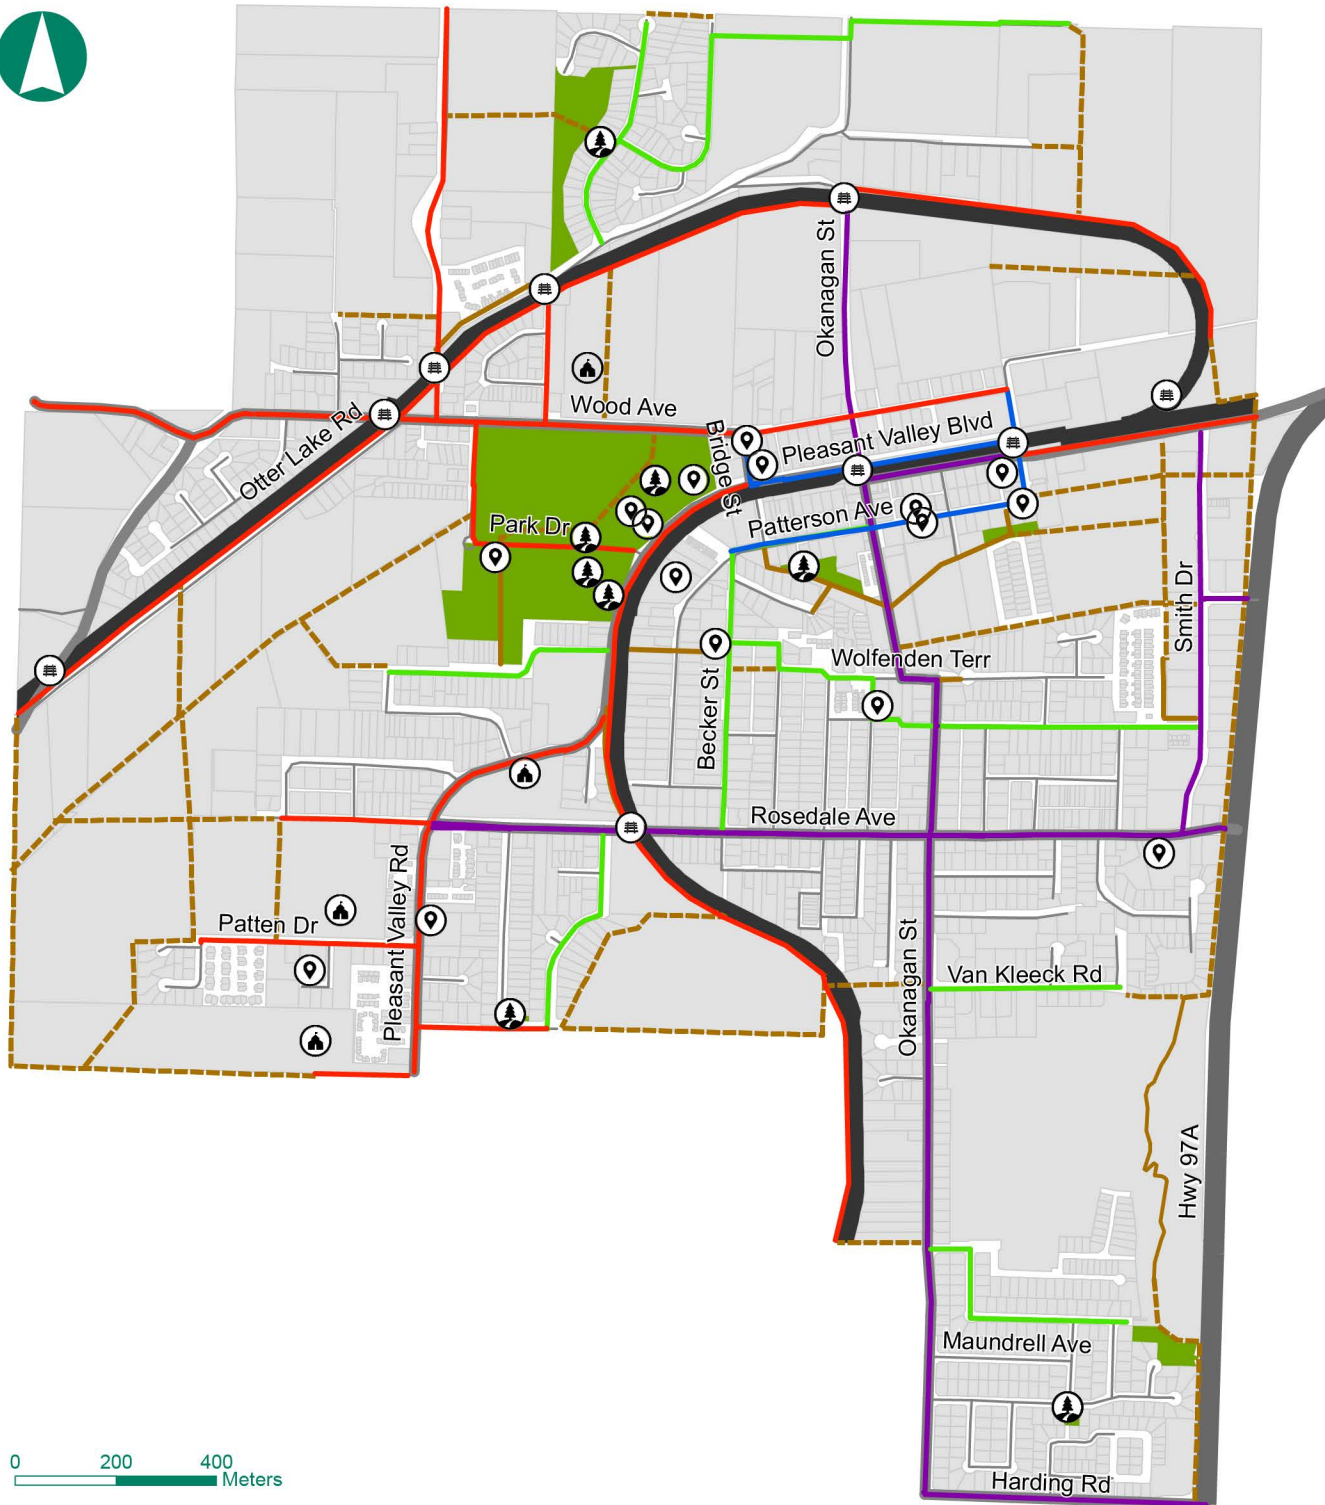 Okanagan St
Wood Ave
Bridge St
Pleasant Valley Blvd
Otter Lake Rd
Park Dr
Patterson Ave
Smith Dr
Wolfenden Terr
Becker St
Rosedale Ave
Pleasant Valley Rd
Patten Dr
Okanagan St
Van Kleeck Rd
Hwy 97A
Maundrell Ave
Harding Rd
0 200 400
Meters